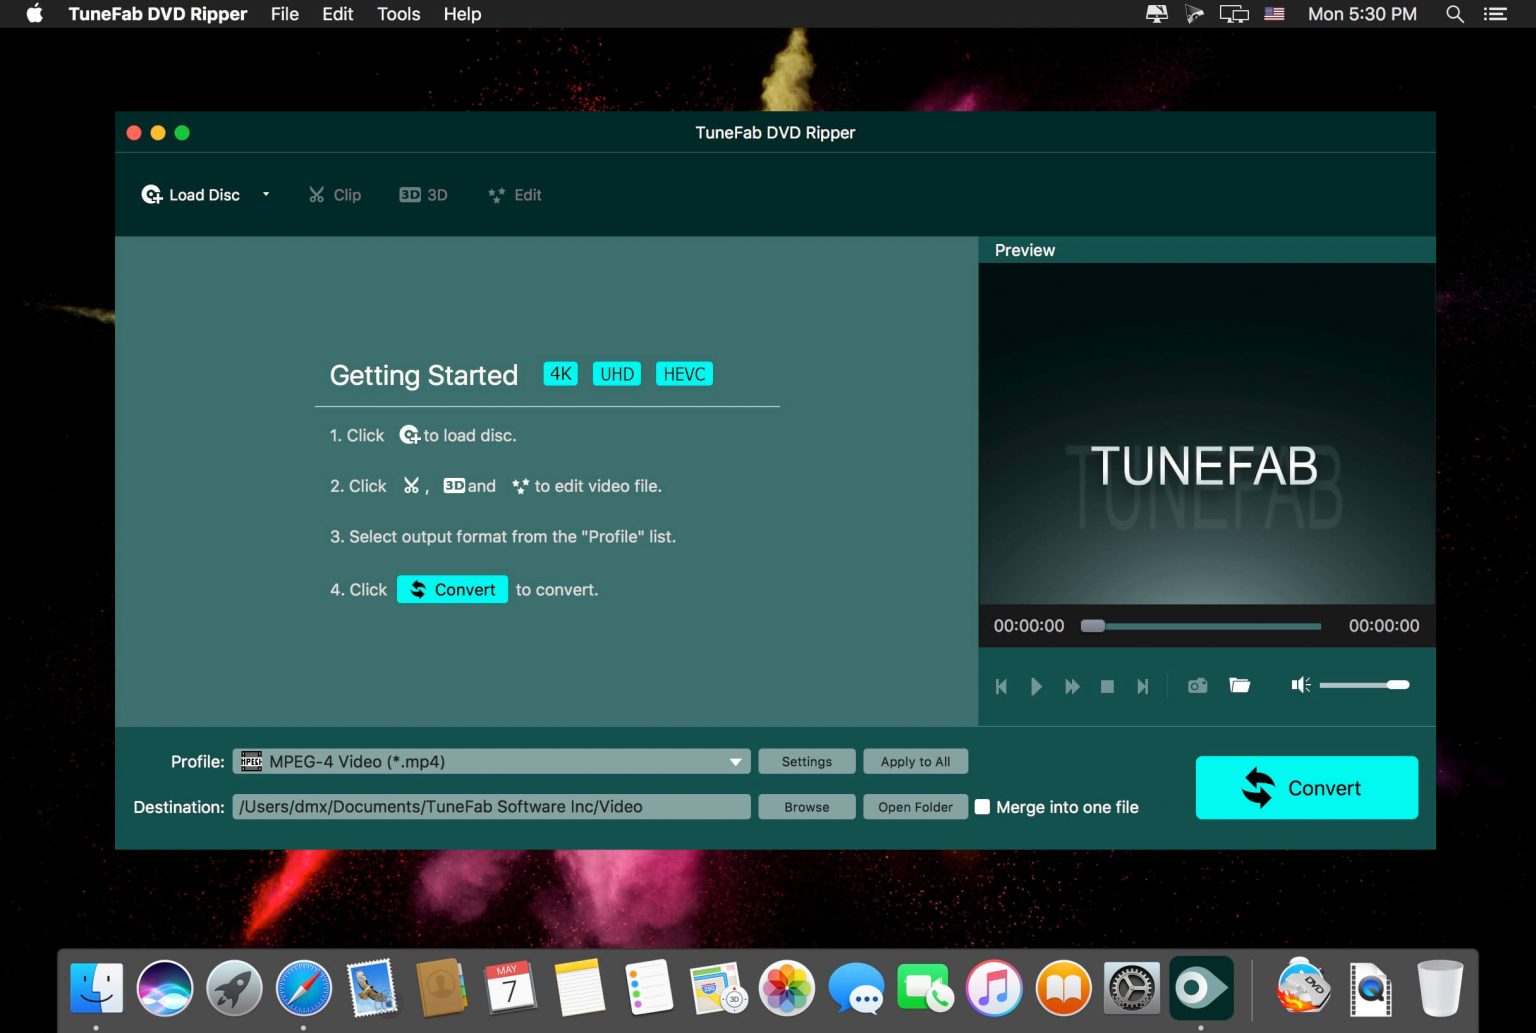 TuneFab DVD Ripper File Edit Tools Help Mon 5:30 PM
TuneFab DVD Ripper
Load Disc Clip 3D 3D Edit
Preview
Getting Started 4K UHD HEVC
1. Click to load disc.
2. Click , 3D and to edit video file.
3. Select output format from the "Profile" list.
4. Click Convert to convert.
TUNEFAB
TUNEFAB
00:00:00 00:00:00
Profile: MPEG MPEG-4 Video (*.mp4) Settings Apply to All
Destination: /Users/dmx/Documents/TuneFab Software Inc/Video Browse Open Folder Merge into one file
Convert
MAY
7
280
3D
DVD